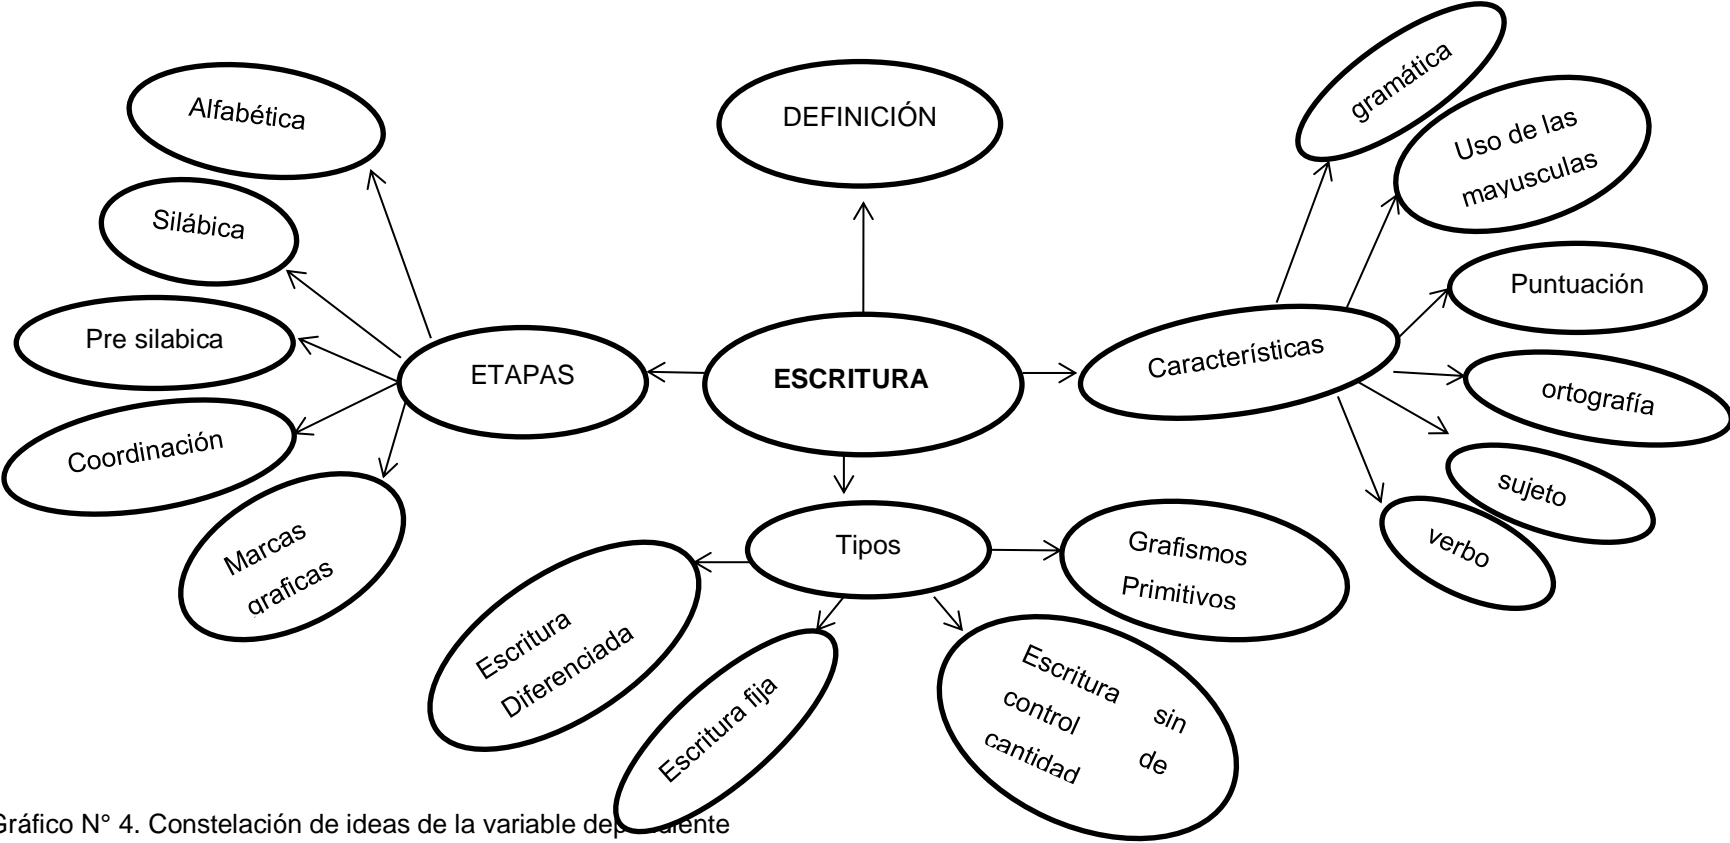 Alfabética
Silábica
Pre silabica
Coordinación
Marcas
graficas
ETAPAS
DEFINICIÓN
ESCRITURA
Tipos
Escritura
Diferenciada
Escritura fija
Escritura sin
control de
cantidad
Grafismos
Primitivos
Características
gramática
Uso de las
mayusculas
Puntuación
ortografía
sujeto
verbo
Gráfico N° 4. Constelación de ideas de la variable dependiente